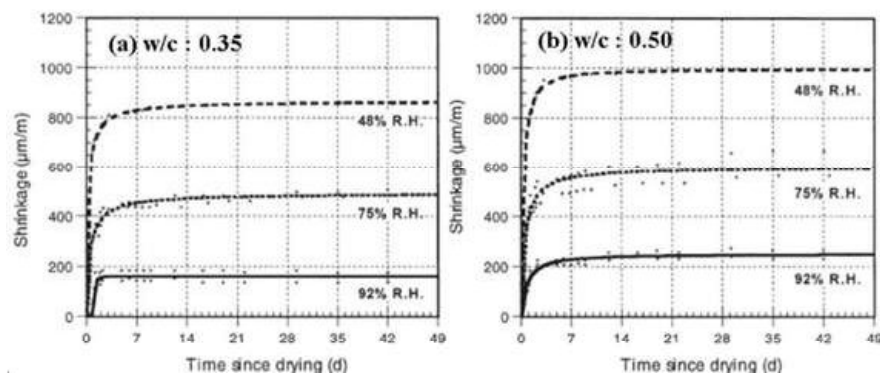 (a) w/c : 0.35
1200
1000
800
600
400
200
0
Shrinkage (µm/m)
48% R.H.
75% R.H.
92% R.H.
0 7 14 21 28 35 42 49
Time since drying (d)
(b) w/c : 0.50
1200
1000
800
600
400
200
0
Shrinkage (µm/m)
48% R.H.
75% R.H.
92% R.H.
0 7 14 21 28 35 42 49
Time since drying (d)